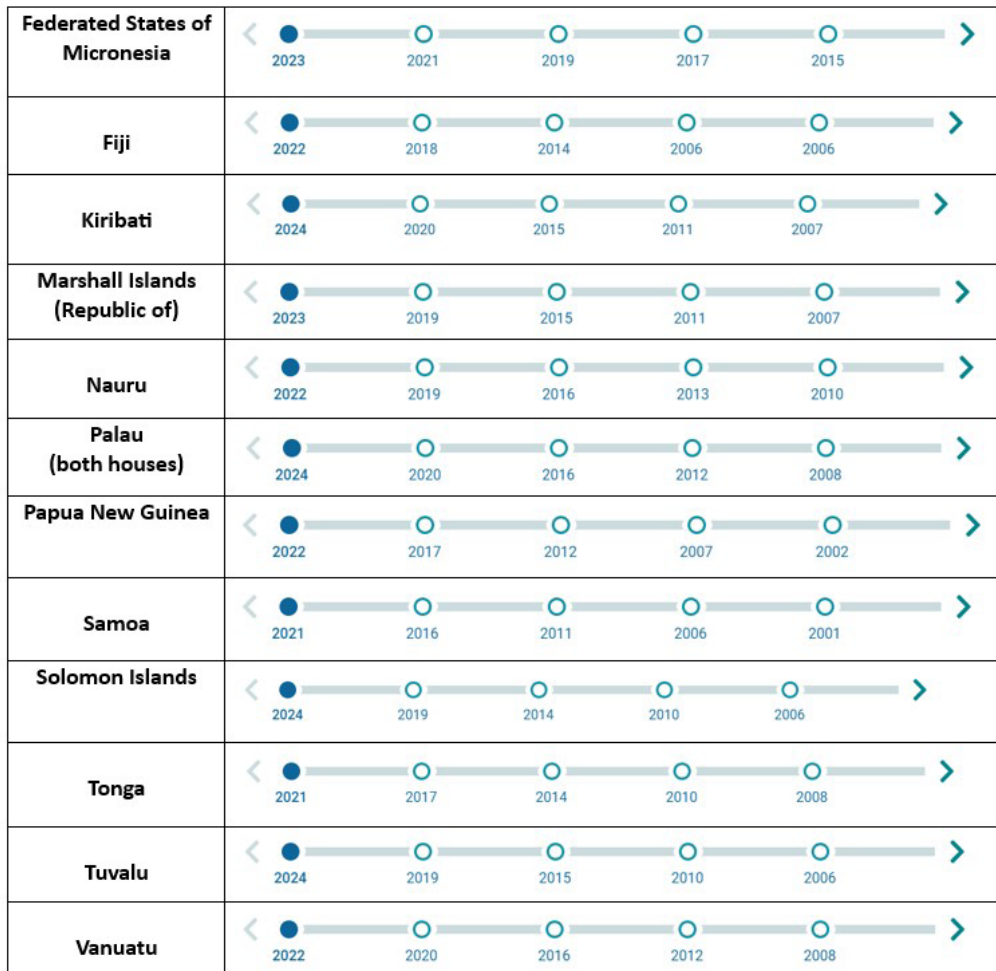 Federated States of
Micronesia
2023 2021 2019 2017 2015
Fiji
2022 2018 2014 2006 2006
Kiribati
2024 2020 2015 2011 2007
Marshall Islands
(Republic of)
2023 2019 2015 2011 2007
Nauru
2022 2019 2016 2013 2010
Palau
(both houses)
2024 2020 2016 2012 2008
Papua New Guinea
2022 2017 2012 2007 2002
Samoa
2021 2016 2011 2006 2001
Solomon Islands
2024 2019 2014 2010 2006
Tonga
2021 2017 2014 2010 2008
Tuvalu
2024 2019 2015 2010 2006
Vanuatu
2022 2020 2016 2012 2008